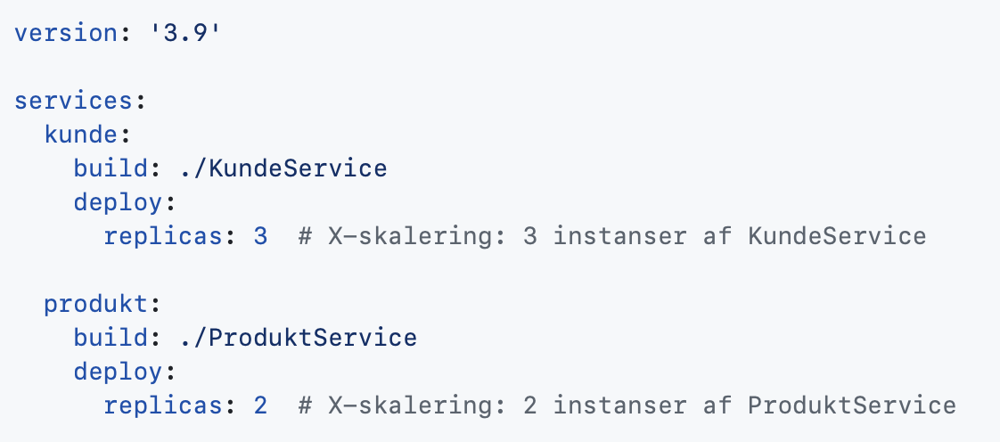 version: '3.9'
services:
  kunde:
    build: ./KundeService
    deploy:
      replicas: 3  # X-skalering: 3 instanser af KundeService
  produkt:
    build: ./ProduktService
    deploy:
      replicas: 2  # X-skalering: 2 instanser af ProduktService